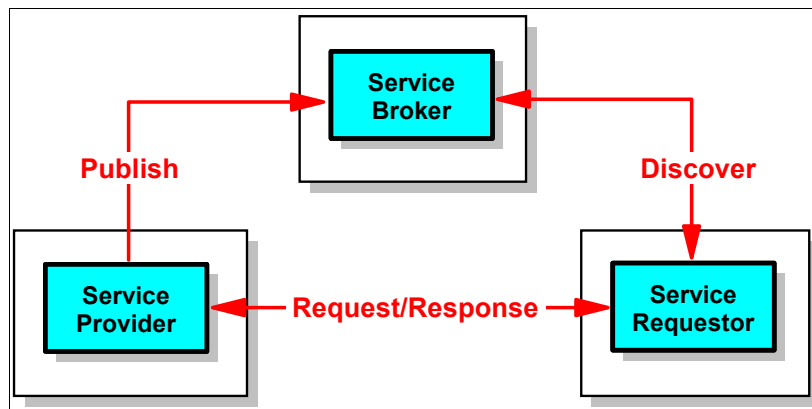 Service
Broker
Publish
Discover
Service
Provider
Request/Response
Service
Requestor